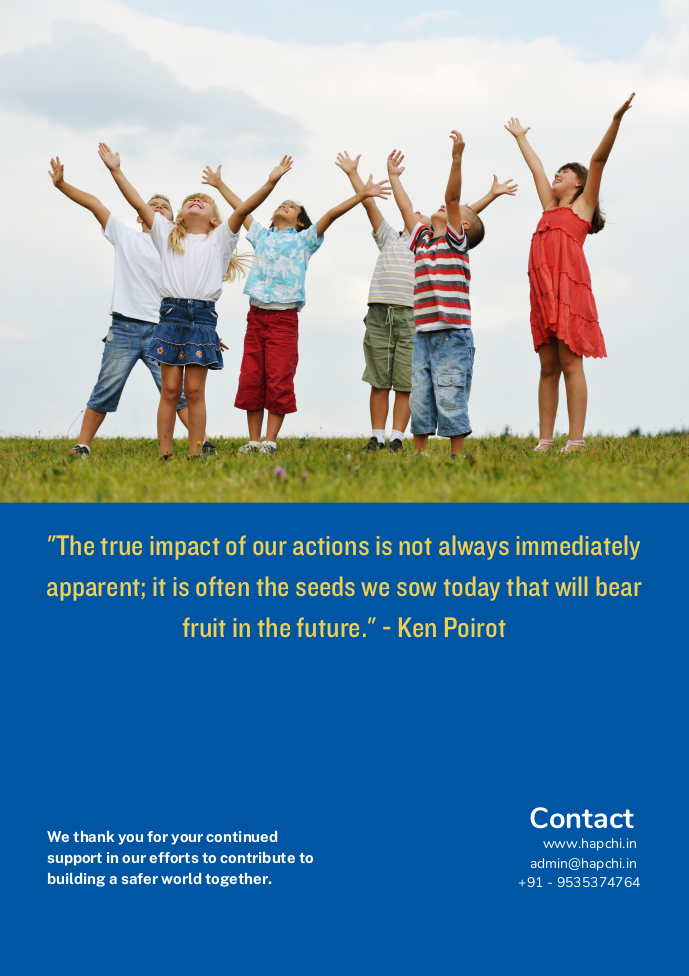 "The true impact of our actions is not always immediately
apparent; it is often the seeds we sow today that will bear
fruit in the future." - Ken Poirot
We thank you for your continued
support in our efforts to contribute to
building a safer world together.
Contact
www.hapchi.in
admin@hapchi.in
+91 - 9535374764